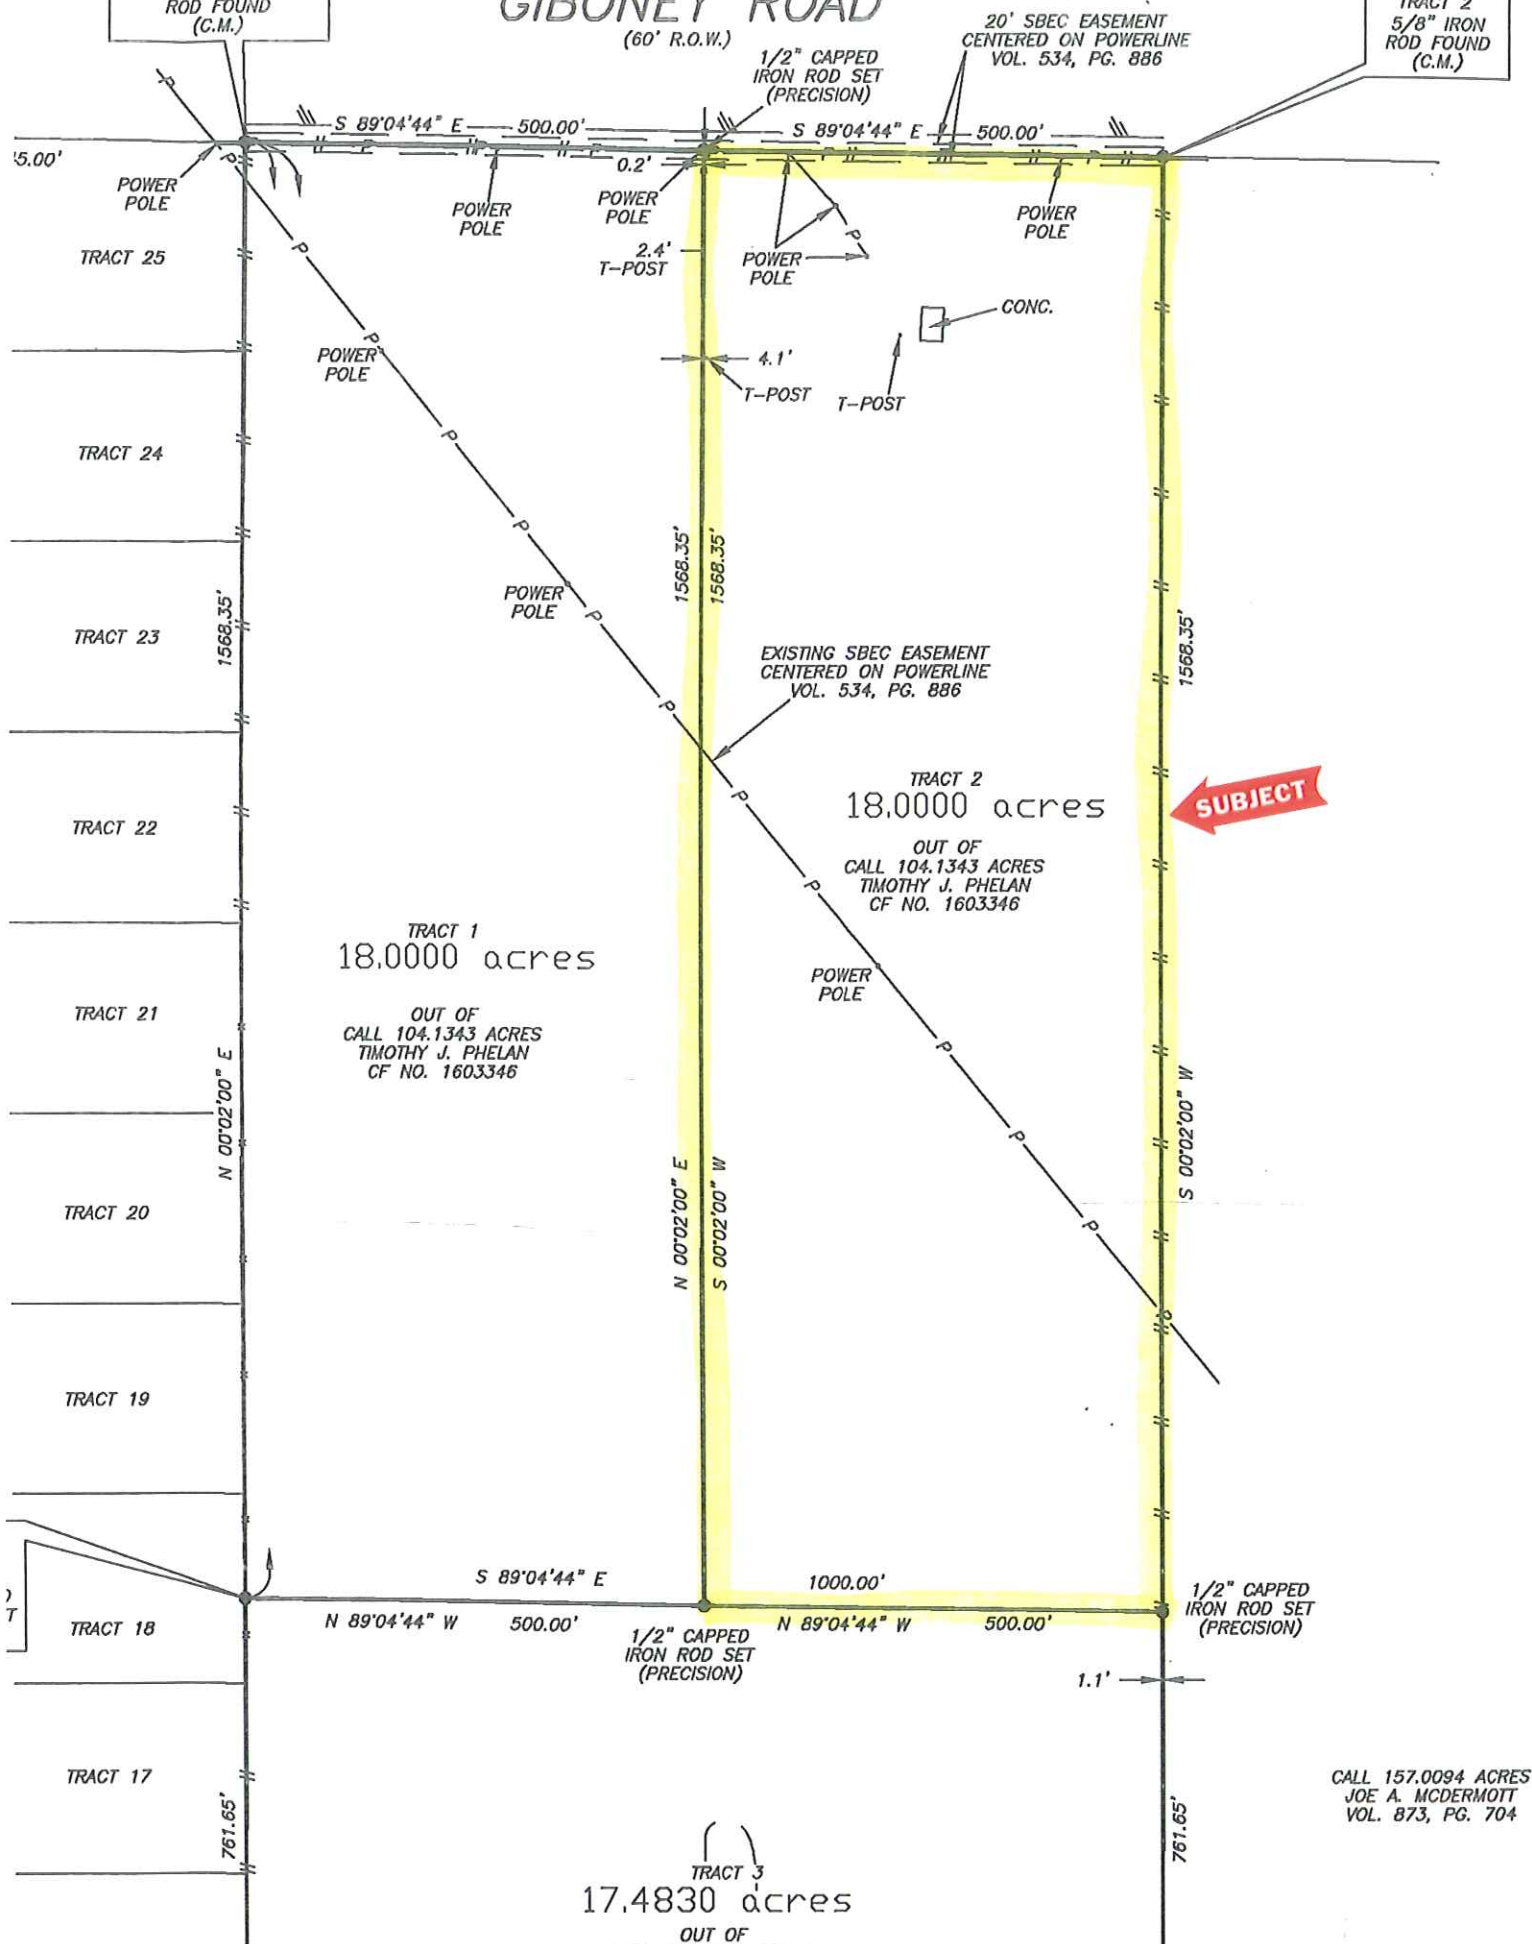 ROD FOUND
(C.M.)
GIBONEY ROAD
(60' R.O.W.)
1/2" CAPPED
IRON ROD SET
(PRECISION)
20' SBEC EASEMENT
CENTERED ON POWERLINE
VOL. 534, PG. 886
TRACT 2
5/8" IRON
ROD FOUND
(C.M.)
S 89°04'44" E 500.00'
S 89°04'44" E 500.00'
5.00'
P
P
0.2'
POWER
POLE
POWER
POLE
POWER
POLE
POWER
POLE
TRACT 25
P
2.4'
T-POST
POWER
POLE
P
CONC.
P
POWER
POLE
4.1'
T-POST
T-POST
TRACT 24
P
P
1568.35'
1568.35'
POWER
POLE
P
1568.35'
1568.35'
TRACT 23
EXISTING SBEC EASEMENT
CENTERED ON POWERLINE
VOL. 534, PG. 886
P
TRACT 2
18.0000 acres
SUBJECT
P
TRACT 22
OUT OF
CALL 104.1343 ACRES
TIMOTHY J. PHELAN
CF NO. 1603346
P
TRACT 1
18.0000 acres
POWER
POLE
TRACT 21
OUT OF
CALL 104.1343 ACRES
TIMOTHY J. PHELAN
CF NO. 1603346
P
N 00°02'00" E
S 00°02'00" W
P
N 00°02'00" E
S 00°02'00" W
TRACT 20
P
P
TRACT 19
S 89°04'44" E
1000.00'
N 89°04'44" W 500.00'
N 89°04'44" W 500.00'
1/2" CAPPED
IRON ROD SET
(PRECISION)
1/2" CAPPED
IRON ROD SET
(PRECISION)
T
TRACT 18
1.1'
TRACT 17
761.65'
761.65'
CALL 157.0094 ACRES
JOE A. MCDERMOTT
VOL. 873, PG. 704
TRACT 3
17.4830 acres
OUT OF